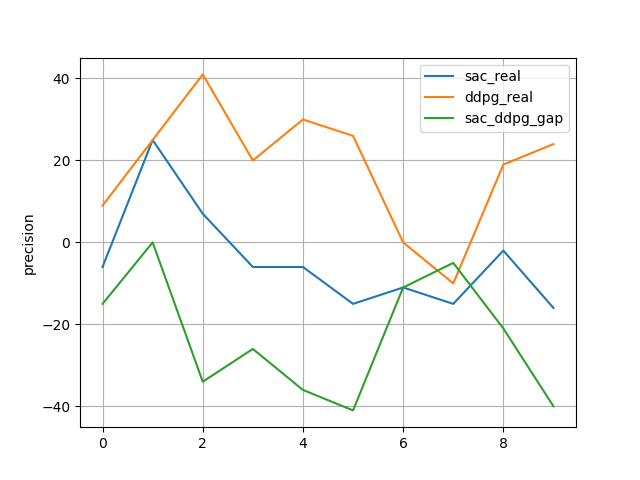 sac_real
ddpg_real
sac_ddpg_gap
precision
40
20
0
−20
−40
0 2 4 6 8